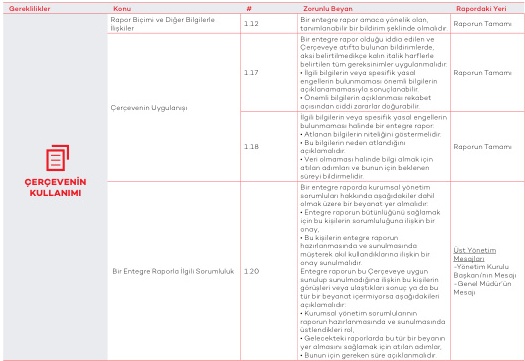 Gereklilikler
Konu
#
Zorunlu Beyan
Rapordaki Yeri
ÇERÇEVENİN
KULLANIMI
Rapor Biçimi ve Diğer Bilgilerle
İlişkiler
1.12
Bir entegre rapor amaca yönelik olan,
tanımlanabilir bir bildirim şeklinde olmalıdır.
Raporun Tamamı
Çerçevenin Uygulanışı
1.17
Bir entegre rapor olduğu iddia edilen ve
Çerçeveye atıfta bulunan bildirimlerde,
aksi belirtilmedikçe kalın italik harflerle
belirtilen tüm gereksinimler uygulanmalıdır:
• İlgili bilgilerin veya spesifik yasal
engellerin bulunmaması önemli bilgilerin
açıklanamamasıyla sonuçlanabilir.
• Önemli bilgilerin açıklanması rekabet
açısından ciddi zararlar doğurabilir.
Raporun Tamamı
1.18
İlgili bilgilerin veya spesifik yasal engellerin
bulunmaması halinde bir entegre rapor:
• Atlanan bilgilerin niteliğini göstermelidir.
• Bu bilgilerin neden atlandığını
açıklamalıdır.
• Veri olmaması halinde bilgi almak için
atılan adımları ve bunun için beklenen
süreyi bildirmelidir.
Raporun Tamamı
Bir Entegre Raporla İlgili Sorumluluk
1.20
Bir entegre raporda kurumsal yönetim
sorumluları hakkında aşağıdakiler dahil
olmak üzere bir beyanat yer almalıdır:
• Entegre raporun bütünlüğünü sağlamak
için bu kişilerin sorumluluğuna ilişkin bir
onay,
• Bu kişilerin entegre raporun
hazırlanmasında ve sunulmasında
müşterek akıl kullandıklarına ilişkin bir
onay sunulmalıdır.
Entegre raporun bu Çerçeveye uygun
sunulup sunulmadığına ilişkin bu kişilerin
görüşleri veya ulaştıkları sonuç ya da bu
tür bir beyanat içermiyorsa aşağıdakileri
açıklamalıdır:
• Kurumsal yönetim sorumlularının
raporun hazırlanmasında ve sunulmasında
üstlendikleri rol,
• Gelecekteki raporlarda bu tür bir beyanın
yer almasını sağlamak için atılan adımlar,
• Bunun için gereken süre açıklanmalıdır.
Üst Yönetim
Mesajları
-Yönetim Kurulu
Başkanı'nın Mesajı
-Genel Müdür'ün
Mesajı